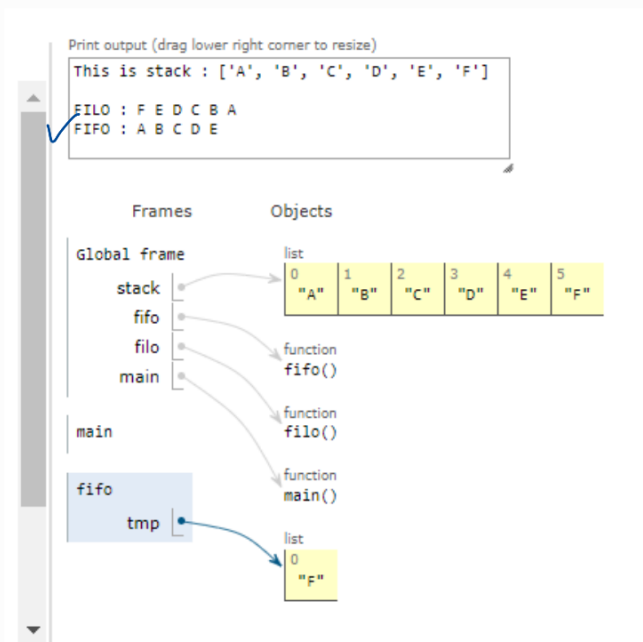 Print output (drag lower right corner to resize)
This is stack : ['A', 'B', 'C', 'D', 'E', 'F']
FILO : F E D C B A
FIFO : A B C D E
Frames Objects
Global frame
stack
fifo
filo
main
list
0 1 2 3 4 5
"A" "B" "C" "D" "E" "F"
function
fifo()
function
filo()
function
main()
main
fifo
tmp
list
0
"F"